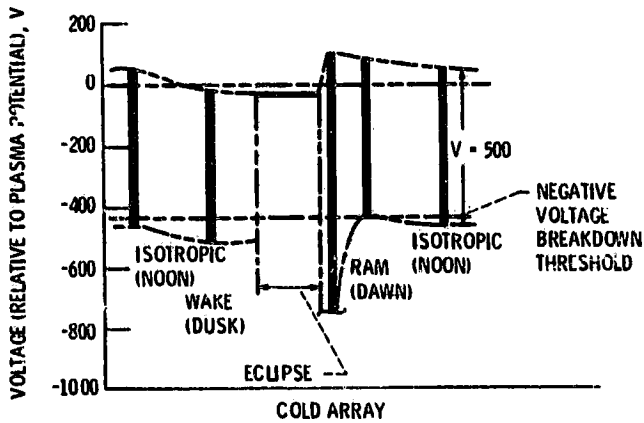 VOLTAGE (RELATIVE TO PLASMA POTENTIAL), V
200
0
-200
-400
-600
-800
-1000
V = 500
NEGATIVE
VOLTAGE
BREAKDOWN
THRESHOLD
ISOTROPIC
(NOON)
WAKE
(DUSK)
RAM
(DAWN)
ISOTROPIC
(NOON)
ECLIPSE
COLD ARRAY